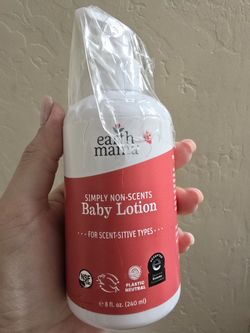 earth
mama
SIMPLY NON-SCENTS
Baby Lotion
FOR SCENT-SITIVE TYPES
PLASTIC
NEUTRAL
e 8 fl. oz. (240 ml)